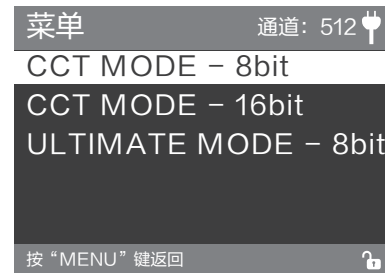 菜单 通道：512
CCT MODE - 8bit
CCT MODE - 16bit
ULTIMATE MODE - 8bit
按“MENU”键返回